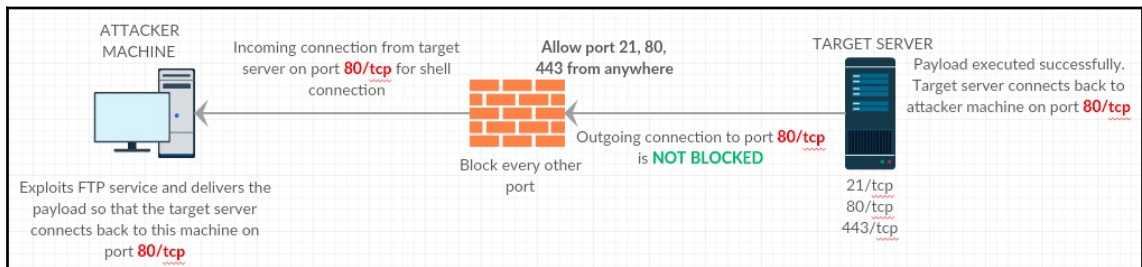 ATTACKER
MACHINE
Incoming connection from target
server on port 80/tcp for shell
connection
Allow port 21, 80,
443 from anywhere
TARGET SERVER
Payload executed successfully.
Target server connects back to
attacker machine on port 80/tcp
Outgoing connection to port 80/tcp
is NOT BLOCKED
Block every other
port
Exploits FTP service and delivers the
payload so that the target server
connects back to this machine on
port 80/tcp
21/tcp
80/tcp
443/tcp